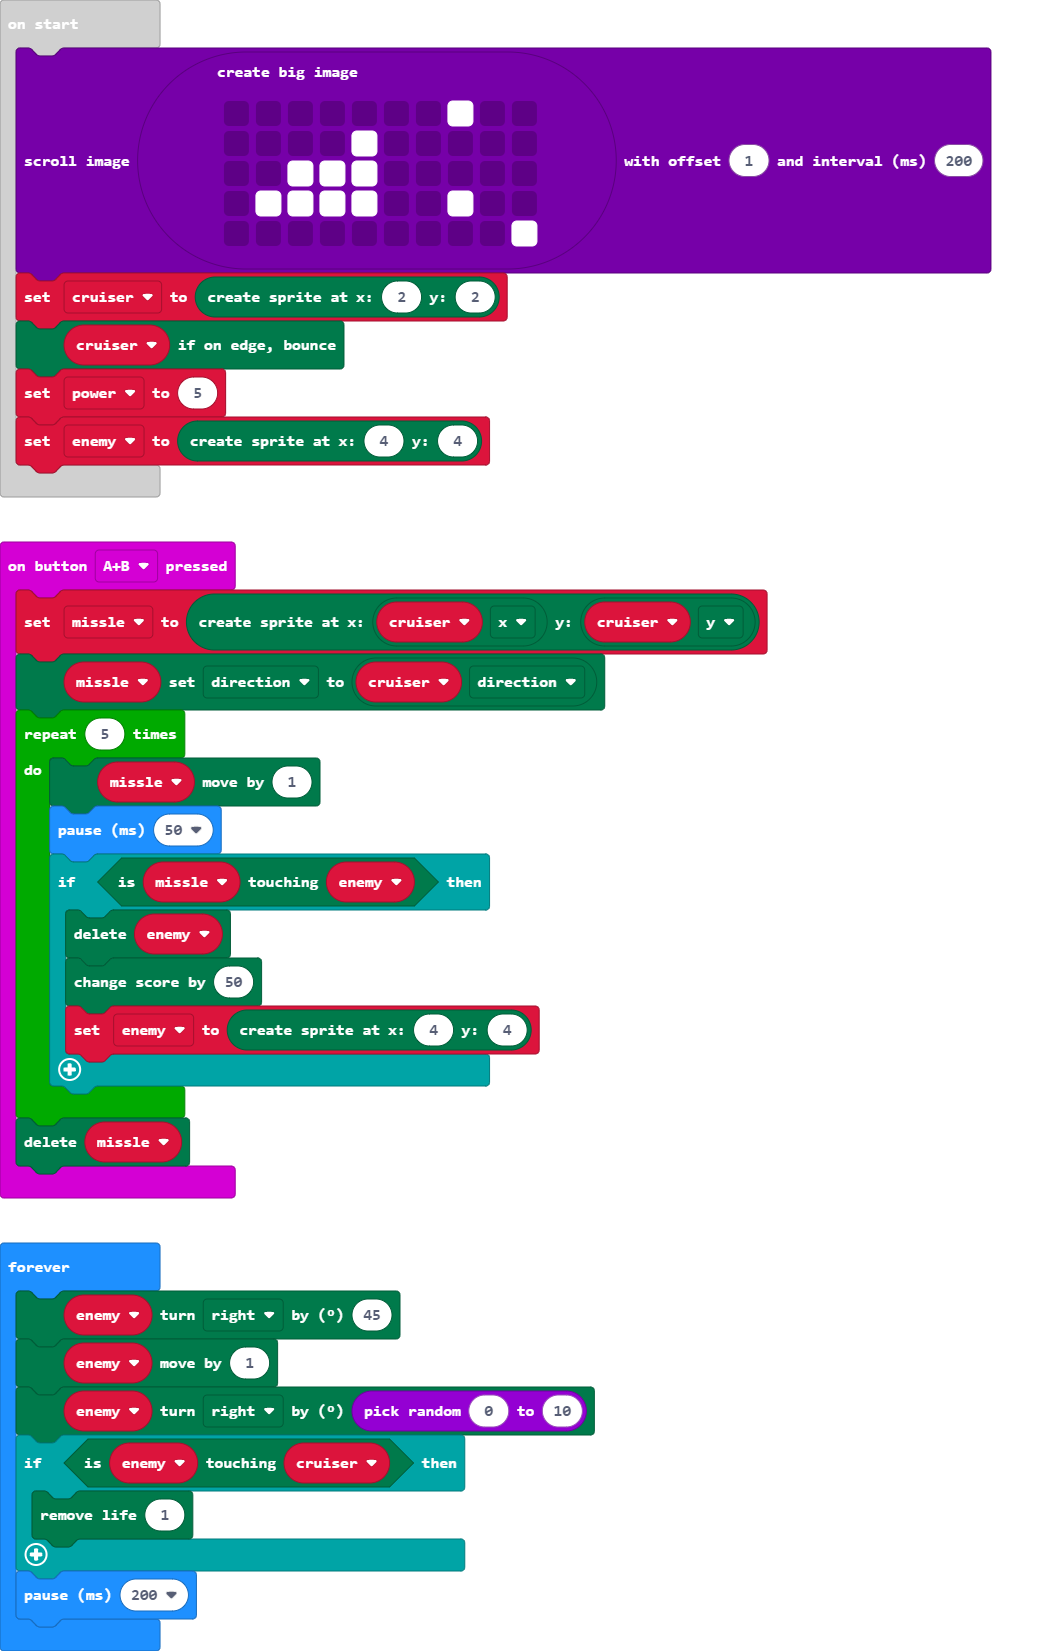 on start
create big image
scroll image with offset 1 and interval (ms) 200
set cruiser to create sprite at x: 2 y: 2
cruiser if on edge, bounce
set power to 5
set enemy to create sprite at x: 4 y: 4
on button A+B pressed
set missle to create sprite at x: cruiser x y: cruiser y
missle set direction to cruiser direction
repeat 5 times
do
missle move by 1
pause (ms) 50
if is missle touching enemy then
delete enemy
change score by 50
set enemy to create sprite at x: 4 y: 4
delete missle
forever
enemy turn right by (º) 45
enemy move by 1
enemy turn right by (º) pick random 0 to 10
if is enemy touching cruiser then
remove life 1
pause (ms) 200